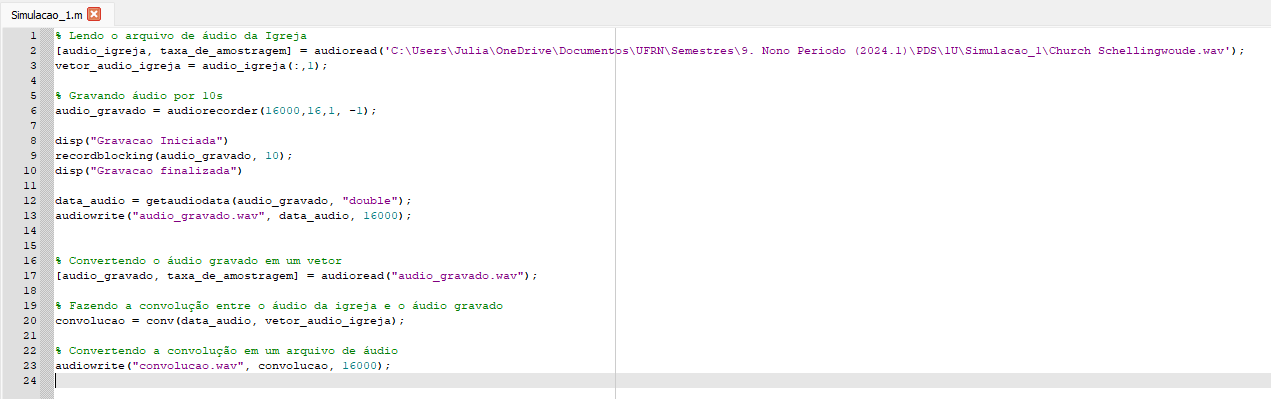 Simulacao_1.m
1 % Lendo o arquivo de áudio da Igreja
2 [audio_igreja, taxa_de_amostragem] = audioread('C:\Users\Julia\OneDrive\Documentos\UFRN\Semestres\9. Nono Periodo (2024.1)\PDS\1U\Simulacao_1\Church Schellingwoude.wav');
3 vetor_audio_igreja = audio_igreja(:,1);
4
5 % Gravando áudio por 10s
6 audio_gravado = audiorecorder(16000,16,1, -1);
7
8 disp("Gravacao Iniciada")
9 recordblocking(audio_gravado, 10);
10 disp("Gravacao finalizada")
11
12 data_audio = getaudiodata(audio_gravado, "double");
13 audiowrite("audio_gravado.wav", data_audio, 16000);
14
15
16 % Convertendo o áudio gravado em um vetor
17 [audio_gravado, taxa_de_amostragem] = audioread("audio_gravado.wav");
18
19 % Fazendo a convolução entre o áudio da igreja e o áudio gravado
20 convolucao = conv(data_audio, vetor_audio_igreja);
21
22 % Convertendo a convolução em um arquivo de áudio
23 audiowrite("convolucao.wav", convolucao, 16000);
24